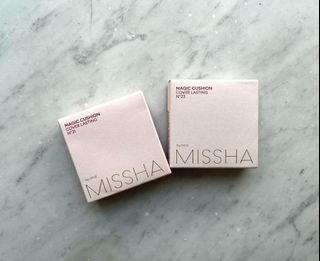 MAGIC CUSHION
COVER LASTING
N°21
MISSHA
MAGIC CUSHION
COVER LASTING
N°23
MISSHA